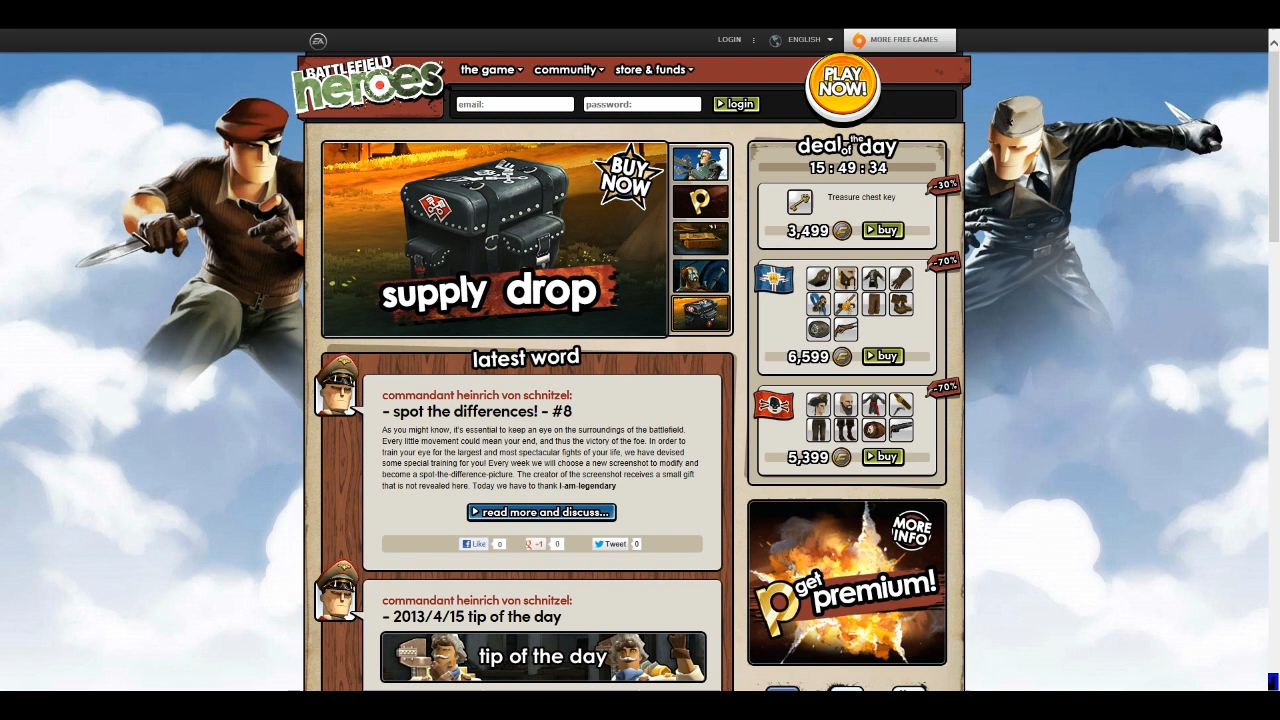 EA
LOGIN : ENGLISH MORE FREE GAMES
BATTLEFIELD
heroes
the game community store & funds
PLAY
NOW!
email: password: login
BUY
NOW
supply drop
deal of the day
15 : 49 : 34
-30%
Treasure chest key
3,499 buy
-70%
6,599 buy
-70%
5,399 buy
latest word
commandant heinrich von schnitzel:
- spot the differences! - #8
As you might know, it's essential to keep an eye on the surroundings of the battlefield.
Every little movement could mean your end, and thus the victory of the foe. In order to
train your eye for the largest and most spectacular fights of your life, we have devised
some special training for you! Every week we will choose a new screenshot to modify and
become a spot-the-difference-picture. The creator of the screenshot receives a small gift
that is not revealed here. Today we have to thank I-am-legendary
read more and discuss...
Like 0 +1 0 Tweet 0
MORE
INFO
get
premium!
commandant heinrich von schnitzel:
- 2013/4/15 tip of the day
tip of the day